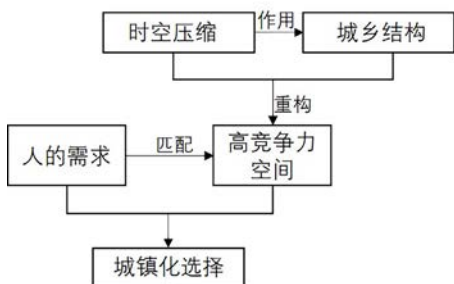 时空压缩
作用
城乡结构
重构
人的需求
匹配
高竞争力
空间
城镇化选择